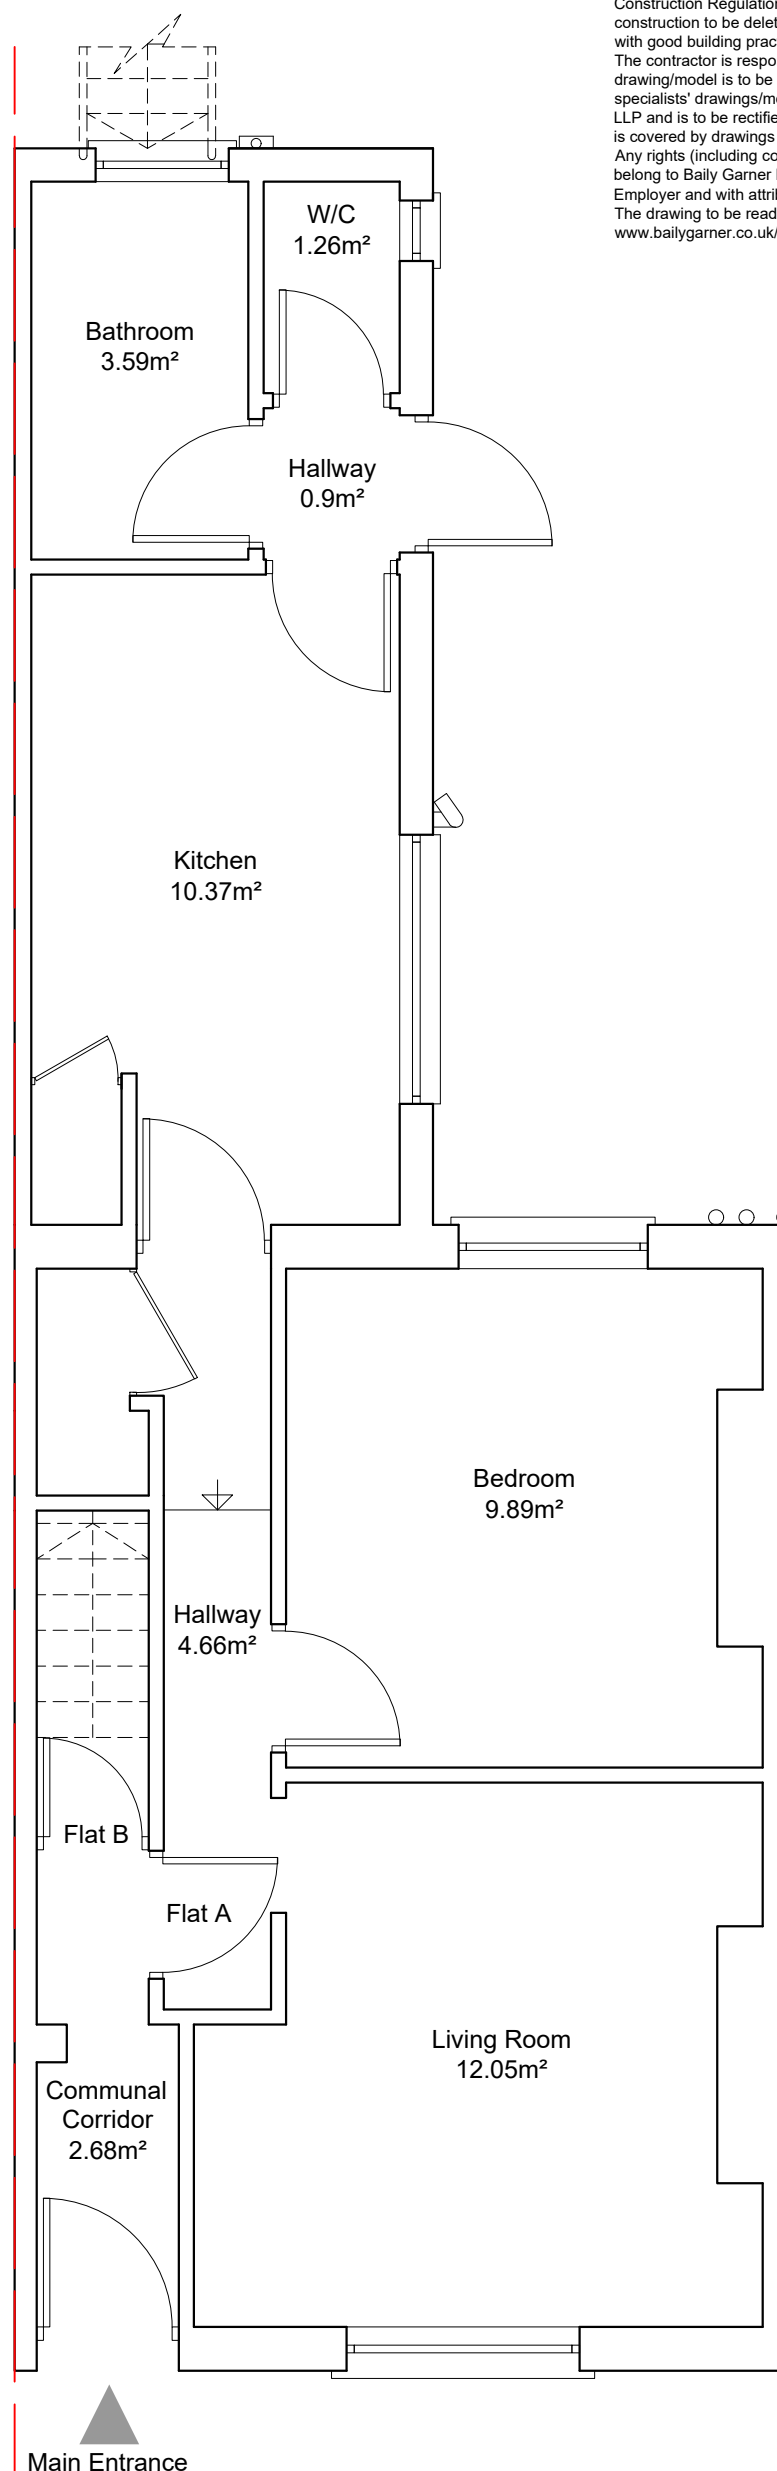 Construction Regulation
construction to be delet
with good building prac
The contractor is respo
drawing/model is to be
specialists' drawings/mo
LLP and is to be rectifie
is covered by drawings
Any rights (including co
belong to Baily Garner
Employer and with attril
The drawing to be read
www.bailygarner.co.uk/
W/C
1.26m²
Bathroom
3.59m²
Hallway
0.9m²
Kitchen
10.37m²
Bedroom
9.89m²
Hallway
4.66m²
Flat B
Flat A
Living Room
12.05m²
Communal
Corridor
2.68m²
Main Entrance